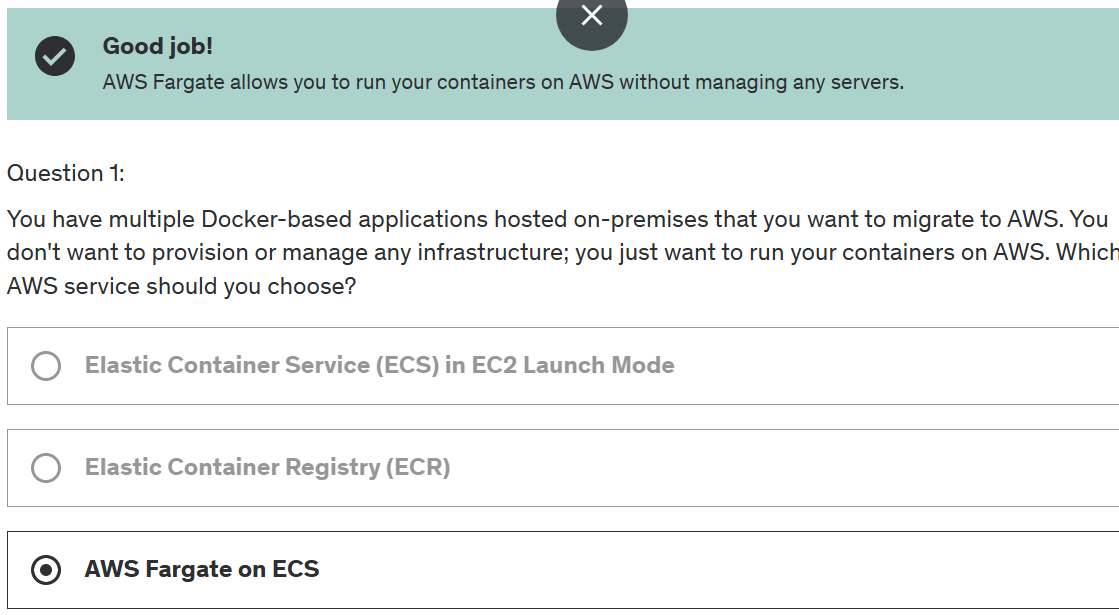 Good job!
AWS Fargate allows you to run your containers on AWS without managing any servers.
Question 1:
You have multiple Docker-based applications hosted on-premises that you want to migrate to AWS. You
don't want to provision or manage any infrastructure; you just want to run your containers on AWS. Which
AWS service should you choose?
Elastic Container Service (ECS) in EC2 Launch Mode
Elastic Container Registry (ECR)
AWS Fargate on ECS